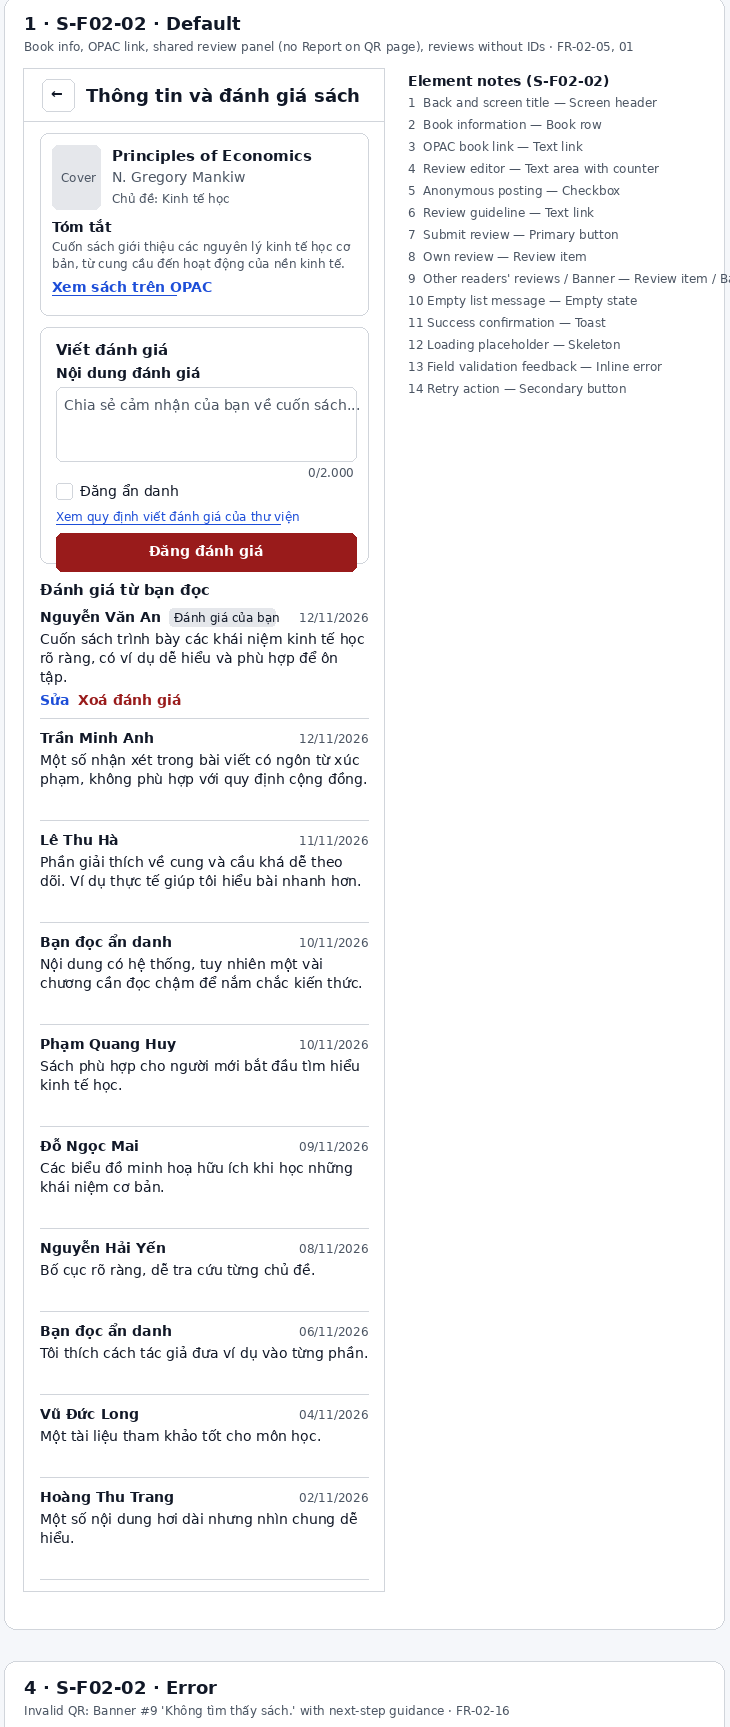 1 · S-F02-02 · Default
Book info, OPAC link, shared review panel (no Report on QR page), reviews without IDs · FR-02-05, 01
←
Thông tin và đánh giá sách
Cover
Principles of Economics
N. Gregory Mankiw
Chủ đề: Kinh tế học
Tóm tắt
Cuốn sách giới thiệu các nguyên lý kinh tế học cơ
bản, từ cung cầu đến hoạt động của nền kinh tế.
Xem sách trên OPAC
Viết đánh giá
Nội dung đánh giá
Chia sẻ cảm nhận của bạn về cuốn sách...
0/2.000
Đăng ẩn danh
Xem quy định viết đánh giá của thư viện
Đăng đánh giá
Đánh giá từ bạn đọc
Nguyễn Văn An Đánh giá của bạn 12/11/2026
Cuốn sách trình bày các khái niệm kinh tế học
rõ ràng, có ví dụ dễ hiểu và phù hợp để ôn
tập.
Sửa Xoá đánh giá
Trần Minh Anh 12/11/2026
Một số nhận xét trong bài viết có ngôn từ xúc
phạm, không phù hợp với quy định cộng đồng.
Lê Thu Hà 11/11/2026
Phần giải thích về cung và cầu khá dễ theo
dõi. Ví dụ thực tế giúp tôi hiểu bài nhanh hơn.
Bạn đọc ẩn danh 10/11/2026
Nội dung có hệ thống, tuy nhiên một vài
chương cần đọc chậm để nắm chắc kiến thức.
Phạm Quang Huy 10/11/2026
Sách phù hợp cho người mới bắt đầu tìm hiểu
kinh tế học.
Đỗ Ngọc Mai 09/11/2026
Các biểu đồ minh hoạ hữu ích khi học những
khái niệm cơ bản.
Nguyễn Hải Yến 08/11/2026
Bố cục rõ ràng, dễ tra cứu từng chủ đề.
Bạn đọc ẩn danh 06/11/2026
Tôi thích cách tác giả đưa ví dụ vào từng phần.
Vũ Đức Long 04/11/2026
Một tài liệu tham khảo tốt cho môn học.
Hoàng Thu Trang 02/11/2026
Một số nội dung hơi dài nhưng nhìn chung dễ
hiểu.
Element notes (S-F02-02)
1 Back and screen title — Screen header
2 Book information — Book row
3 OPAC book link — Text link
4 Review editor — Text area with counter
5 Anonymous posting — Checkbox
6 Review guideline — Text link
7 Submit review — Primary button
8 Own review — Review item
9 Other readers' reviews / Banner — Review item /
10 Empty list message — Empty state
11 Success confirmation — Toast
12 Loading placeholder — Skeleton
13 Field validation feedback — Inline error
14 Retry action — Secondary button
4 · S-F02-02 · Error
Invalid QR: Banner #9 'Không tìm thấy sách.' with next-step guidance · FR-02-16